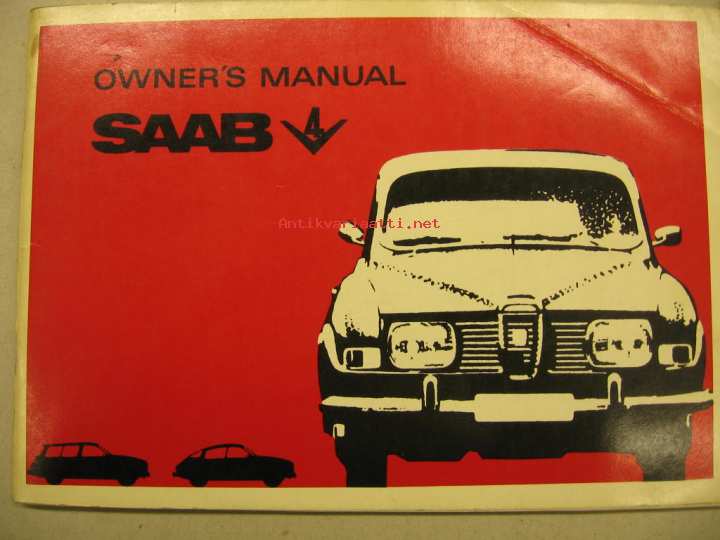 OWNER'S MANUAL
SAAB V4
Antikvariaatti.net